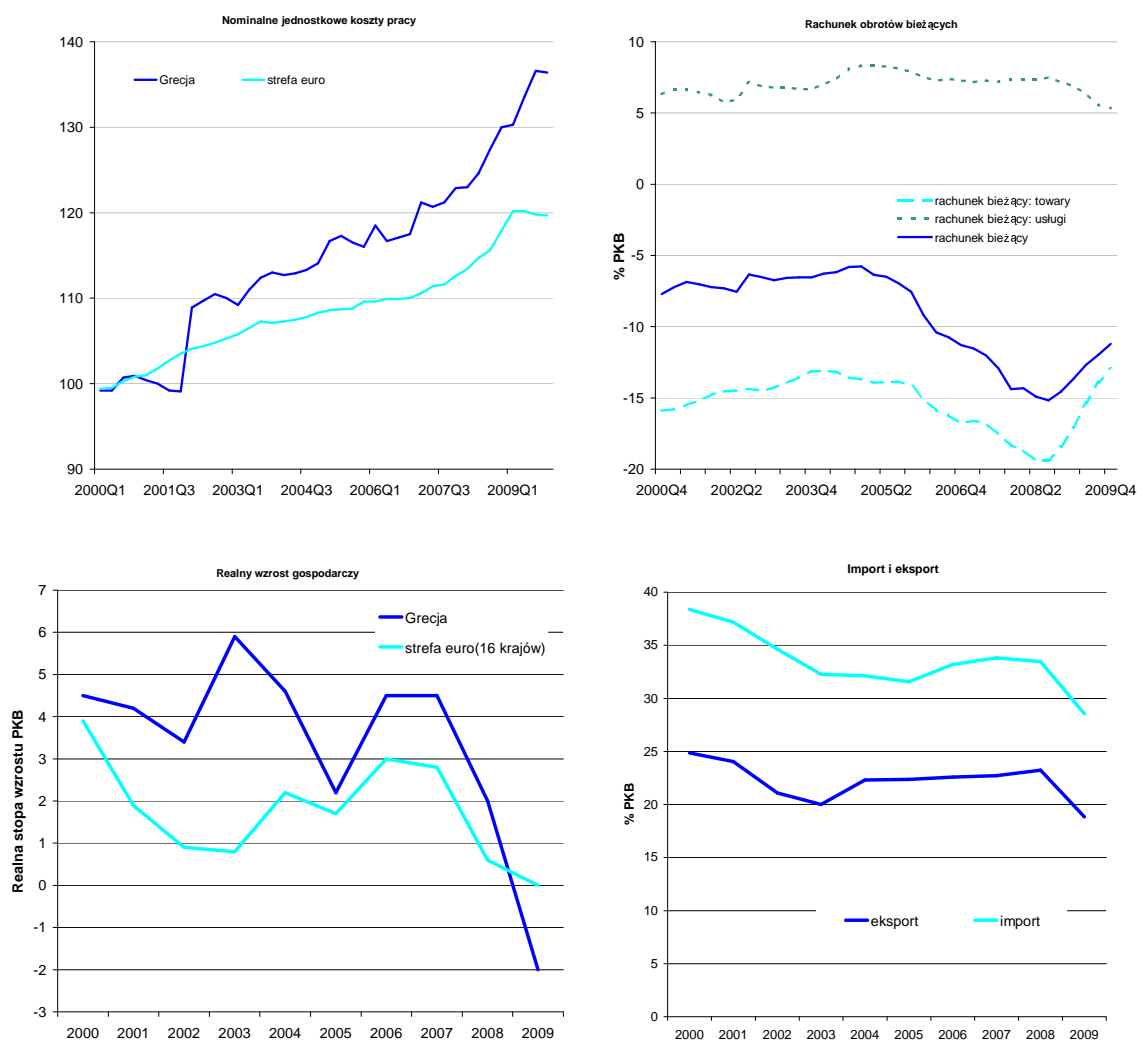 Nominalne jednostkowe koszty pracy
140
130
120
110
100
90
Grecja
strefa euro
2000Q1 2001Q3 2003Q1 2004Q3 2006Q1 2007Q3 2009Q1
Rachunek obrotów bieżących
10
5
0
-5
-10
-15
-20
% PKB
rachunek bieżący: towary
rachunek bieżący: usługi
rachunek bieżący
2000Q4 2002Q2 2003Q4 2005Q2 2006Q4 2008Q2 2009Q4
Realny wzrost gospodarczy
7
6
5
4
3
2
1
0
-1
-2
-3
Realna stopa wzrostu PKB
Grecja
strefa euro(16 krajów)
2000 2001 2002 2003 2004 2005 2006 2007 2008 2009
Import i eksport
40
35
30
25
20
15
10
5
0
% PKB
eksport
import
2000 2001 2002 2003 2004 2005 2006 2007 2008 2009